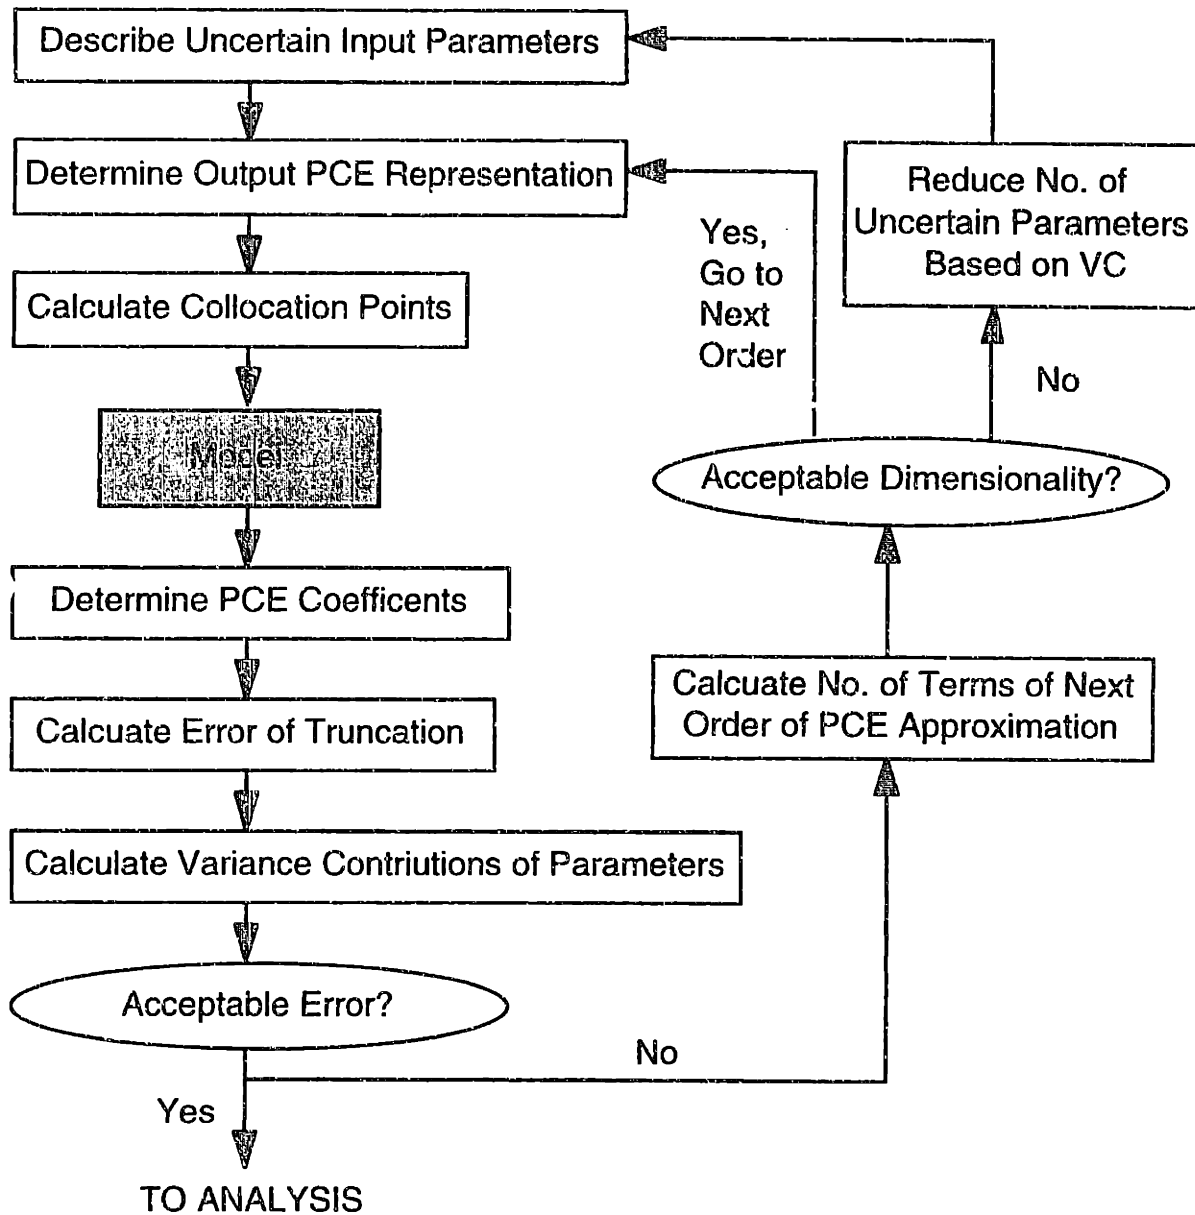 Describe Uncertain Input Parameters
Determine Output PCE Representation
Calculate Collocation Points
Model
Determine PCE Coefficents
Calcuate Error of Truncation
Calculate Variance Contriutions of Parameters
Acceptable Error?
Yes
No
TO ANALYSIS
Calcuate No. of Terms of Next
Order of PCE Approximation
Acceptable Dimensionality?
Yes,
Go to
Next
Order
No
Reduce No. of
Uncertain Parameters
Based on VC